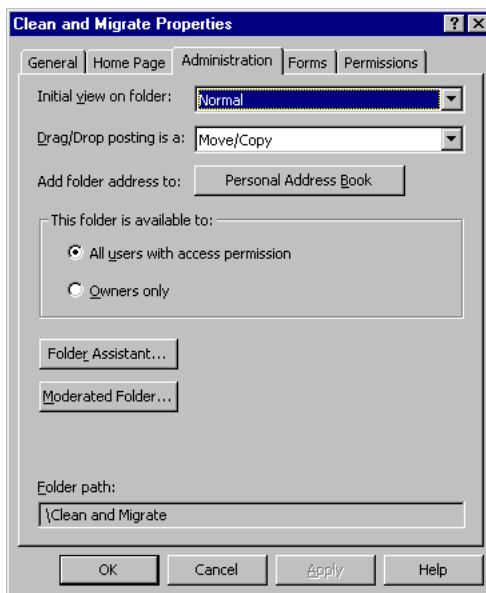 Clean and Migrate Properties
General Home Page Administration Forms Permissions
Initial view on folder: Normal
Drag/Drop posting is a: Move/Copy
Add folder address to: Personal Address Book
This folder is available to:
All users with access permission
Owners only
Folder Assistant...
Moderated Folder...
Folder path:
\Clean and Migrate
OK Cancel Apply Help